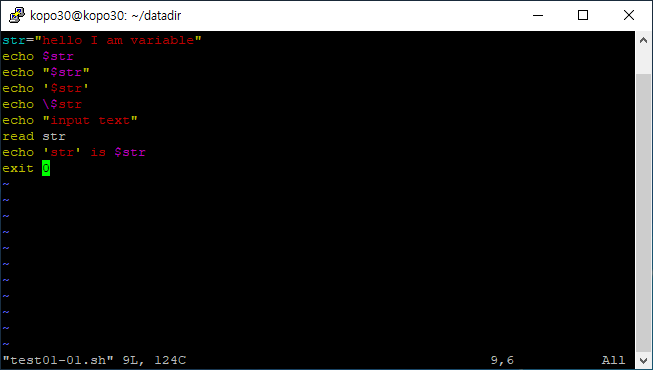 kopo30@kopo30: ~/datadir
str="hello I am variable"
echo $str
echo "$str"
echo '$str'
echo \$str
echo "input text"
read str
echo 'str' is $str
exit 0
~
~
~
~
~
~
~
~
~
~
~
"test01-01.sh" 9L, 124C 9,6 All